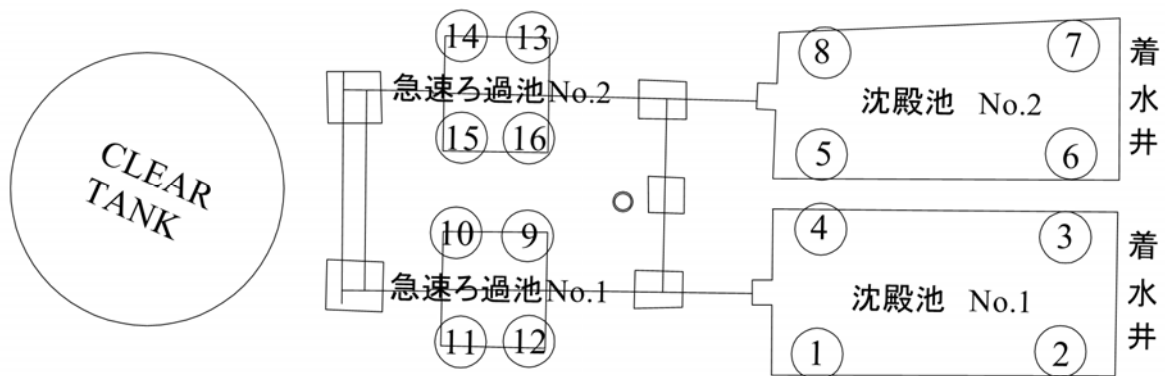 14 13
急速ろ過池No.2
15 16
8 7
沈殿池 No.2
5 6
着水井
CLEAR
TANK
10 9
急速ろ過池No.1
11 12
4 3
沈殿池 No.1
1 2
着水井